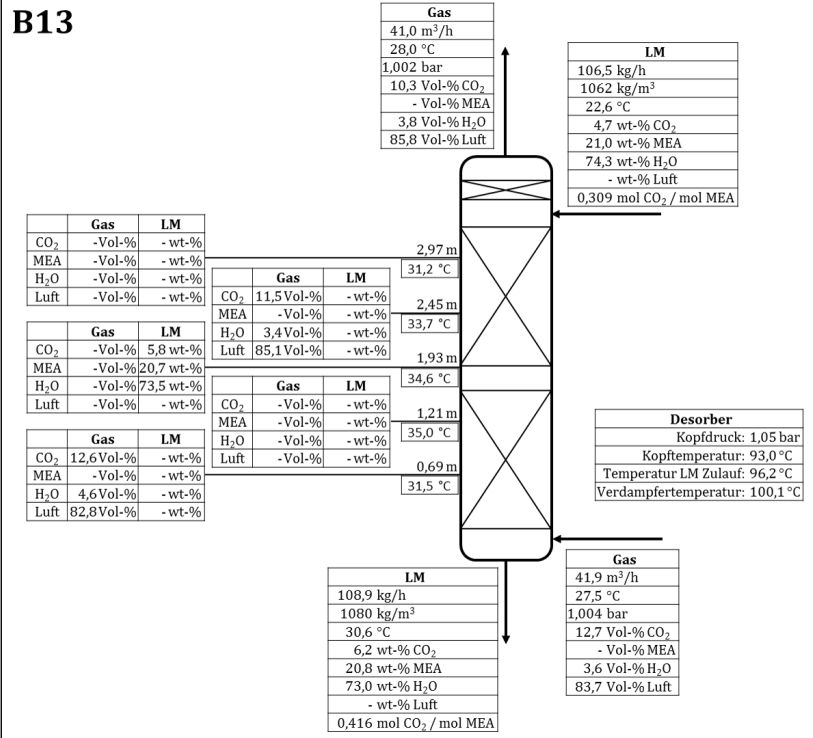 B13
Gas
41,0 m³/h
28,0 °C
1,002 bar
10,3 Vol-% CO₂
- Vol-% MEA
3,8 Vol-% H₂O
85,8 Vol-% Luft
LM
106,5 kg/h
1062 kg/m³
22,6 °C
4,7 wt-% CO₂
21,0 wt-% MEA
74,3 wt-% H₂O
- wt-% Luft
0,309 mol CO₂ / mol MEA
Gas LM
CO₂ -Vol-% - wt-%
MEA -Vol-% - wt-%
H₂O -Vol-% - wt-%
Luft -Vol-% - wt-%
2,97 m
31,2 °C
Gas LM
CO₂ 11,5 Vol-% - wt-%
MEA -Vol-% - wt-%
H₂O 3,4 Vol-% - wt-%
Luft 85,1 Vol-% - wt-%
2,45 m
33,7 °C
Gas LM
CO₂ -Vol-% 5,8 wt-%
MEA -Vol-% 20,7 wt-%
H₂O -Vol-% 73,5 wt-%
Luft -Vol-% - wt-%
1,93 m
34,6 °C
Gas LM
CO₂ -Vol-% - wt-%
MEA -Vol-% - wt-%
H₂O -Vol-% - wt-%
Luft -Vol-% - wt-%
1,21 m
35,0 °C
Gas LM
CO₂ 12,6 Vol-% - wt-%
MEA -Vol-% - wt-%
H₂O 4,6 Vol-% - wt-%
Luft 82,8 Vol-% - wt-%
0,69 m
31,5 °C
Desorber
Kopfdruck: 1,05 bar
Kopftemperatur: 93,0 °C
Temperatur LM Zulauf: 96,2 °C
Verdampfertemperatur: 100,1 °C
LM
108,9 kg/h
1080 kg/m³
30,6 °C
6,2 wt-% CO₂
20,8 wt-% MEA
73,0 wt-% H₂O
- wt-% Luft
0,416 mol CO₂ / mol MEA
Gas
41,9 m³/h
27,5 °C
1,004 bar
12,7 Vol-% CO₂
- Vol-% MEA
3,6 Vol-% H₂O
83,7 Vol-% Luft